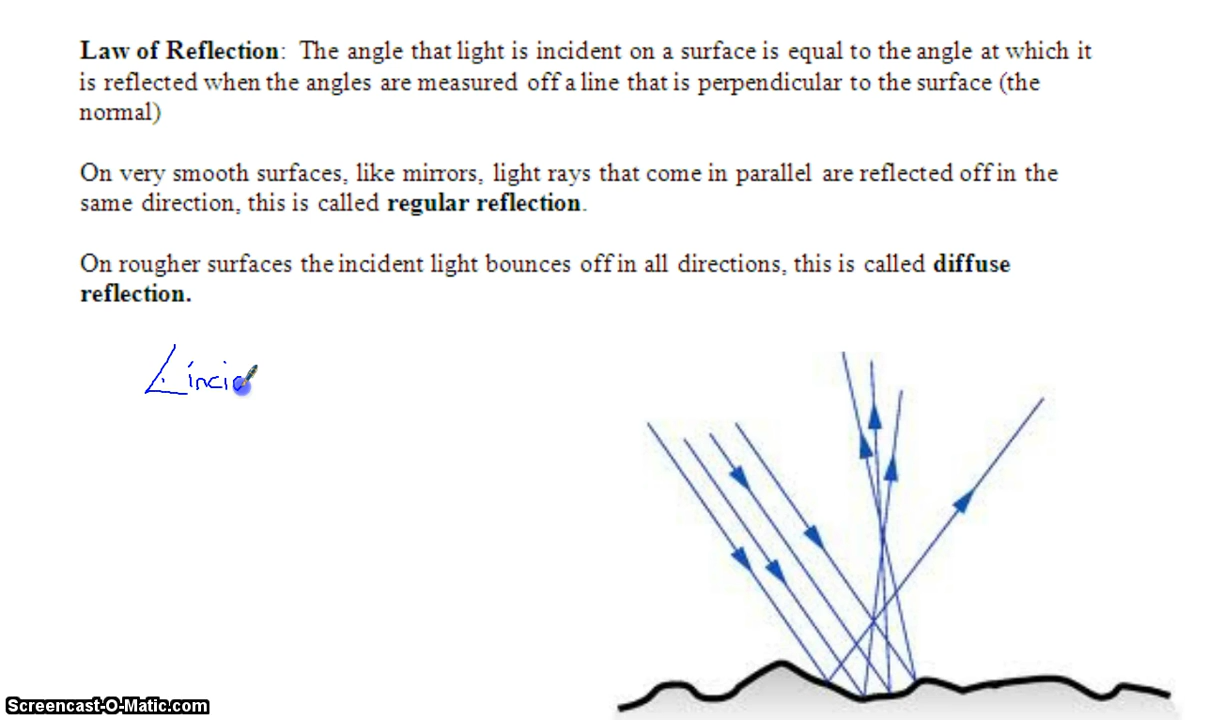 Law of Reflection: The angle that light is incident on a surface is equal to the angle at which it
is reflected when the angles are measured off a line that is perpendicular to the surface (the
normal)
On very smooth surfaces, like mirrors, light rays that come in parallel are reflected off in the
same direction, this is called regular reflection.
On rougher surfaces the incident light bounces off in all directions, this is called diffuse
reflection.
∠incid
Screencast-O-Matic.com